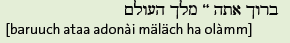 ברוך אתה ״ מלך העולם
[baruuch ataa adonài mäläch ha olàmm]